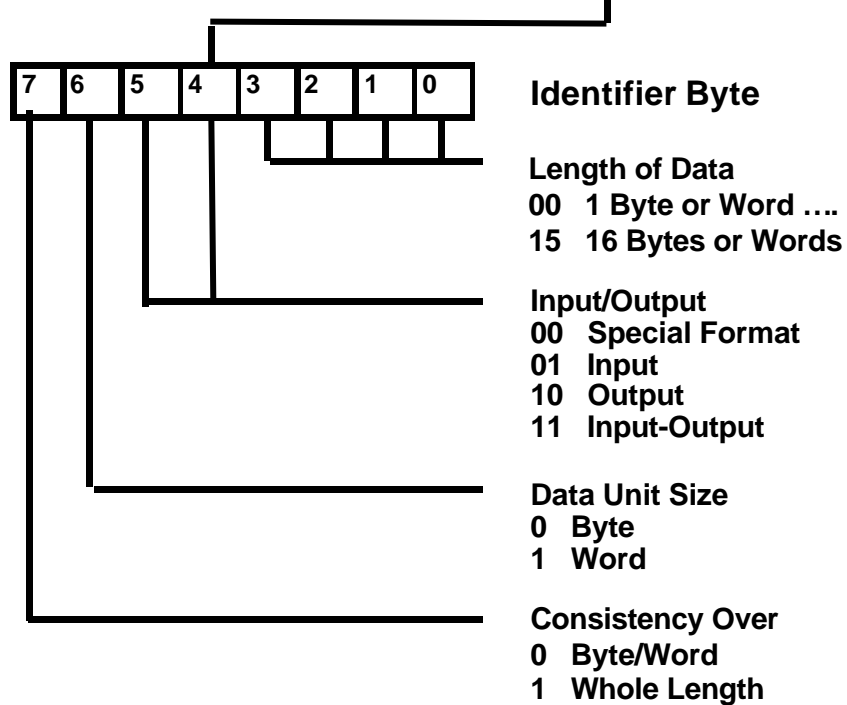 7 6 5 4 3 2 1 0
Identifier Byte
Length of Data
00 1 Byte or Word ....
15 16 Bytes or Words
Input/Output
00 Special Format
01 Input
10 Output
11 Input-Output
Data Unit Size
0 Byte
1 Word
Consistency Over
0 Byte/Word
1 Whole Length